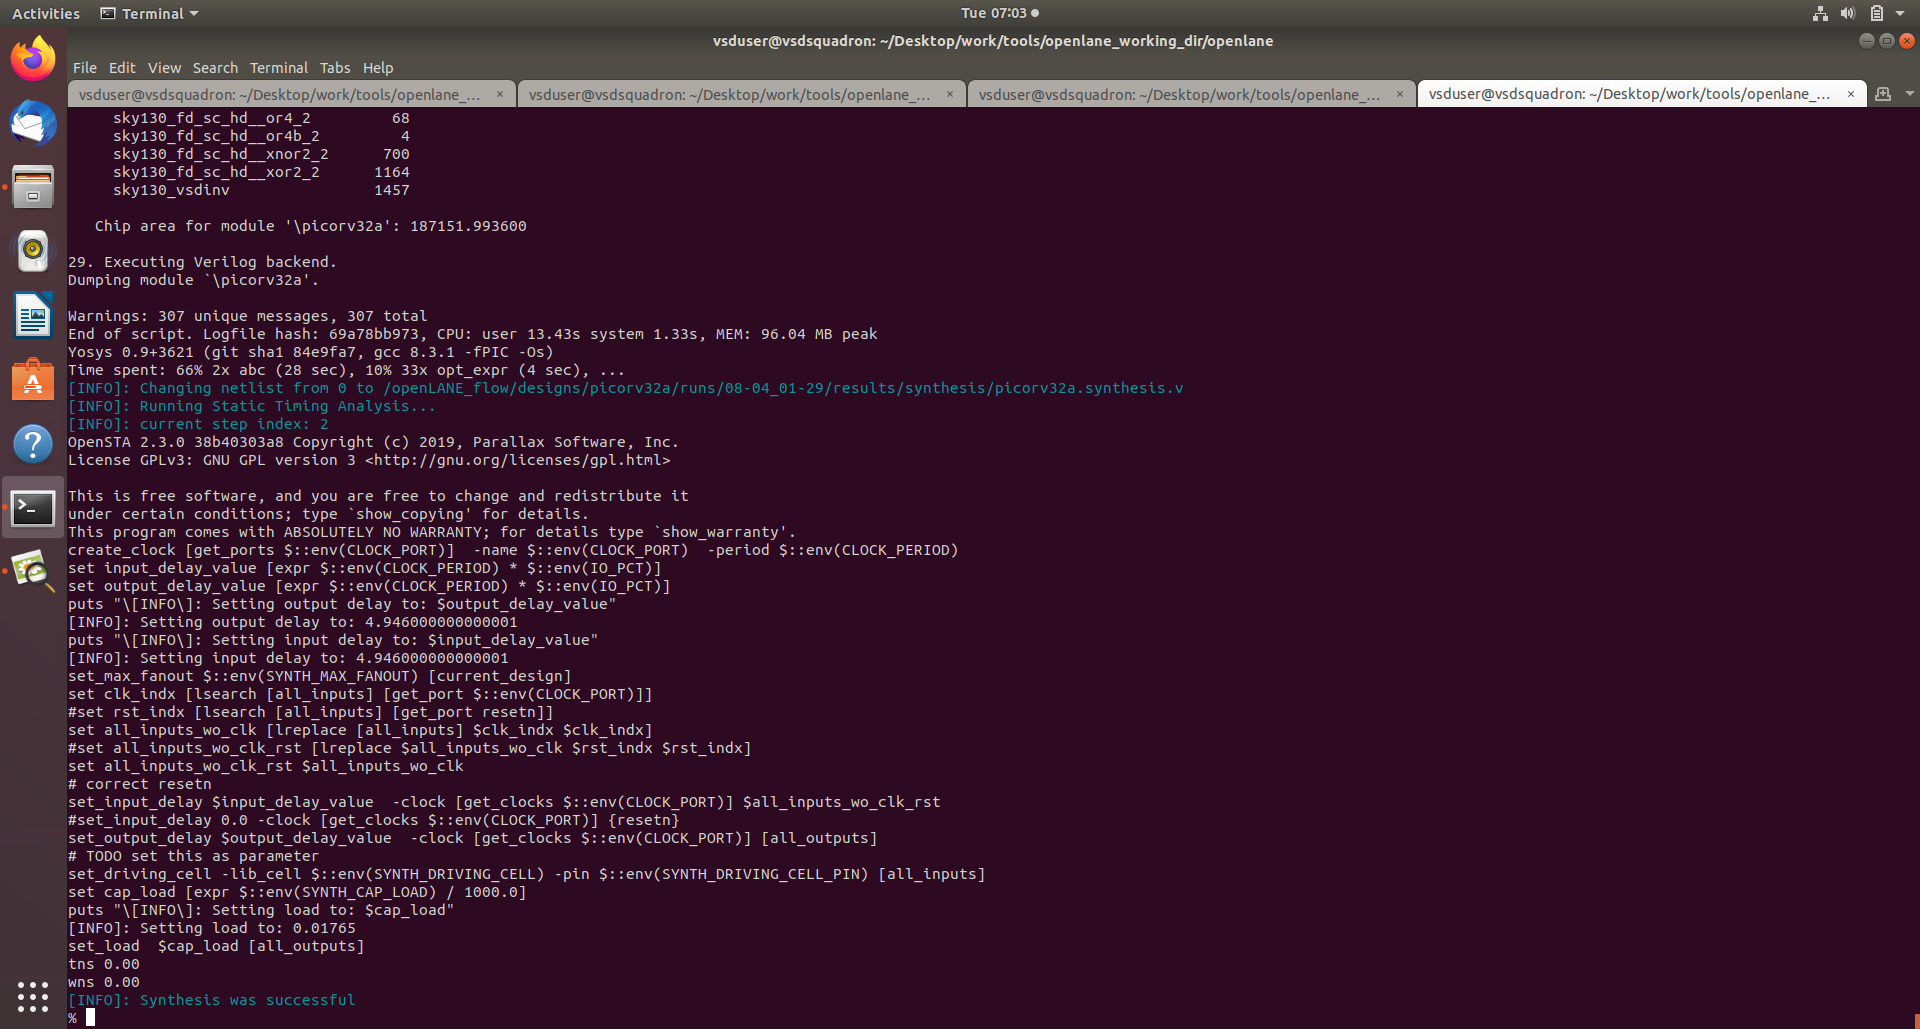 Activities
Terminal
Tue 07:03
vsduser@vsdsquadron: ~/Desktop/work/tools/openlane_working_dir/openlane
File Edit View Search Terminal Tabs Help
vsduser@vsdsquadron: ~/Desktop/work/tools/openlane_... × vsduser@vsdsquadron: ~/Desktop/work/tools/openlane_... × vsduser@vsdsquadron: ~/Desktop/work/tools/openlane_... × vsduser@vsdsquadron: ~/Desktop/work/tools/openlane_... ×
sky130_fd_sc_hd__or4_2 68
sky130_fd_sc_hd__or4b_2 4
sky130_fd_sc_hd__xnor2_2 700
sky130_fd_sc_hd__xor2_2 1164
sky130_vsdinv 1457
Chip area for module '\picorv32a': 187151.993600
29. Executing Verilog backend.
Dumping module `\picorv32a'.
Warnings: 307 unique messages, 307 total
End of script. Logfile hash: 69a78bb973, CPU: user 13.43s system 1.33s, MEM: 96.04 MB peak
Yosys 0.9+3621 (git sha1 84e9fa7, gcc 8.3.1 -fPIC -Os)
Time spent: 66% 2x abc (28 sec), 10% 33x opt_expr (4 sec), ...
[INFO]: Changing netlist from 0 to /openLANE_flow/designs/picorv32a/runs/08-04_01-29/results/synthesis/picorv32a.synthesis.v
[INFO]: Running Static Timing Analysis...
[INFO]: current step index: 2
OpenSTA 2.3.0 38b40303a8 Copyright (c) 2019, Parallax Software, Inc.
License GPLv3: GNU GPL version 3 <http://gnu.org/licenses/gpl.html>
This is free software, and you are free to change and redistribute it
under certain conditions; type `show_copying' for details.
This program comes with ABSOLUTELY NO WARRANTY; for details type `show_warranty'.
create_clock [get_ports $::env(CLOCK_PORT)]  -name $::env(CLOCK_PORT)  -period $::env(CLOCK_PERIOD)
set input_delay_value [expr $::env(CLOCK_PERIOD) * $::env(IO_PCT)]
set output_delay_value [expr $::env(CLOCK_PERIOD) * $::env(IO_PCT)]
puts "\[INFO\]: Setting output delay to: $output_delay_value"
[INFO]: Setting output delay to: 4.946000000000001
puts "\[INFO\]: Setting input delay to: $input_delay_value"
[INFO]: Setting input delay to: 4.946000000000001
set_max_fanout $::env(SYNTH_MAX_FANOUT) [current_design]
set clk_indx [lsearch [all_inputs] [get_port $::env(CLOCK_PORT)]]
#set rst_indx [lsearch [all_inputs] [get_port resetn]]
set all_inputs_wo_clk [lreplace [all_inputs] $clk_indx $clk_indx]
#set all_inputs_wo_clk_rst [lreplace $all_inputs_wo_clk $rst_indx $rst_indx]
set all_inputs_wo_clk_rst $all_inputs_wo_clk
# correct resetn
set_input_delay $input_delay_value  -clock [get_clocks $::env(CLOCK_PORT)] $all_inputs_wo_clk_rst
#set_input_delay 0.0 -clock [get_clocks $::env(CLOCK_PORT)] {resetn}
set_output_delay $output_delay_value  -clock [get_clocks $::env(CLOCK_PORT)] [all_outputs]
# TODO set this as parameter
set_driving_cell -lib_cell $::env(SYNTH_DRIVING_CELL) -pin $::env(SYNTH_DRIVING_CELL_PIN) [all_inputs]
set cap_load [expr $::env(SYNTH_CAP_LOAD) / 1000.0]
puts "\[INFO\]: Setting load to: $cap_load"
[INFO]: Setting load to: 0.01765
set_load  $cap_load [all_outputs]
tns 0.00
wns 0.00
[INFO]: Synthesis was successful
%